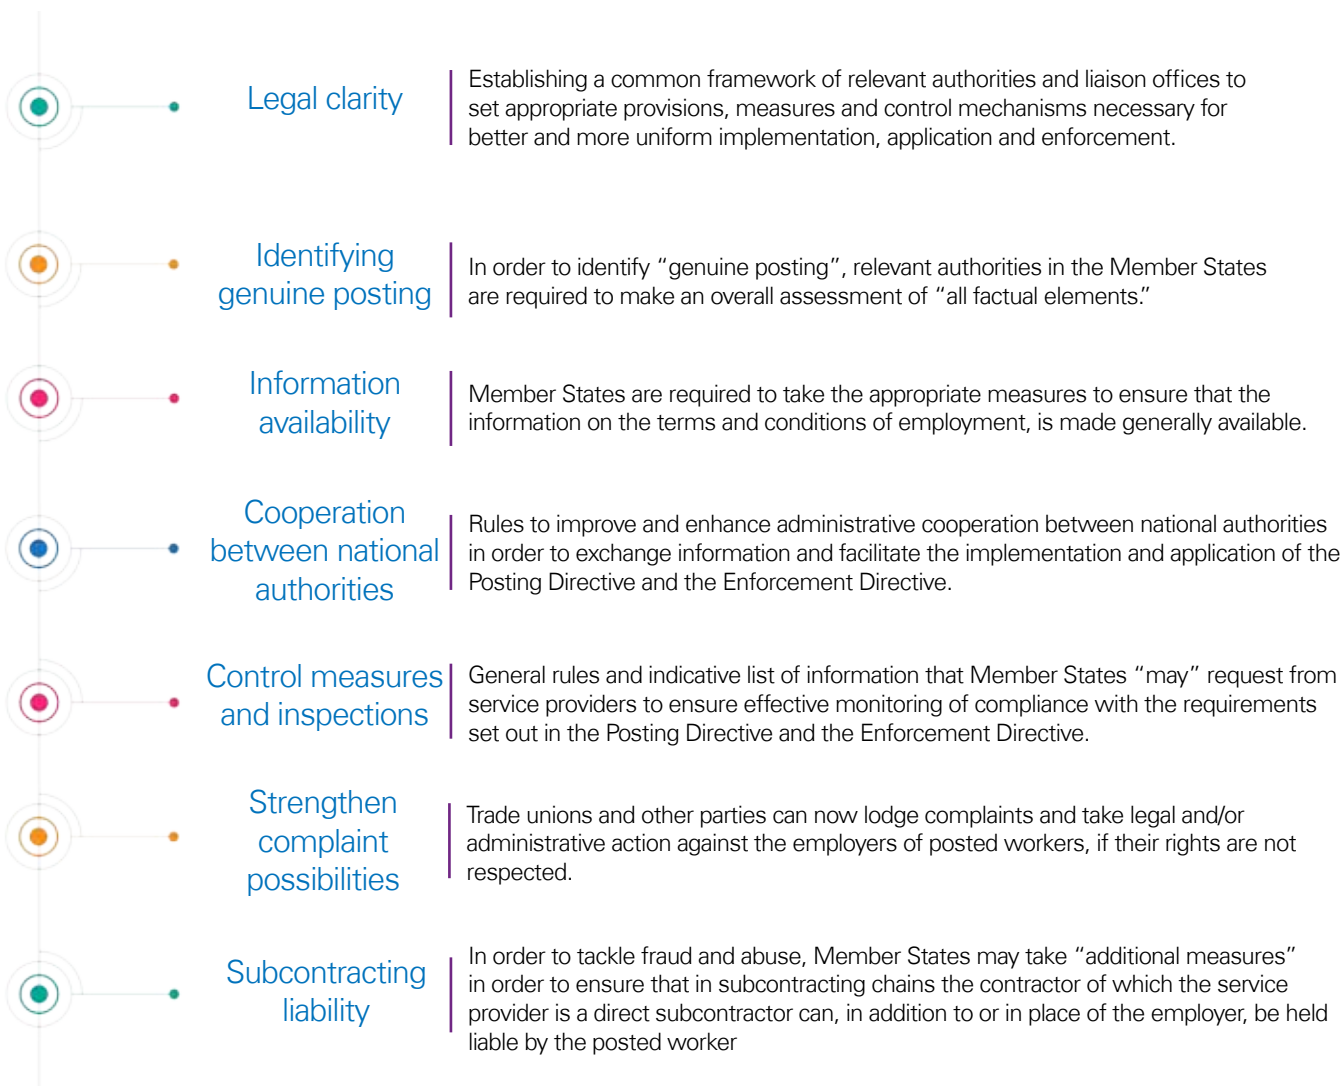 Legal clarity
Establishing a common framework of relevant authorities and liaison offices to
set appropriate provisions, measures and control mechanisms necessary for
better and more uniform implementation, application and enforcement.
Identifying
genuine posting
In order to identify “genuine posting”, relevant authorities in the Member States
are required to make an overall assessment of “all factual elements.”
Information
availability
Member States are required to take the appropriate measures to ensure that the
information on the terms and conditions of employment, is made generally available.
Cooperation
between national
authorities
Rules to improve and enhance administrative cooperation between national authorities
in order to exchange information and facilitate the implementation and application of the
Posting Directive and the Enforcement Directive.
Control measures
and inspections
General rules and indicative list of information that Member States “may” request from
service providers to ensure effective monitoring of compliance with the requirements
set out in the Posting Directive and the Enforcement Directive.
Strengthen
complaint
possibilities
Trade unions and other parties can now lodge complaints and take legal and/or
administrative action against the employers of posted workers, if their rights are not
respected.
Subcontracting
liability
In order to tackle fraud and abuse, Member States may take “additional measures”
in order to ensure that in subcontracting chains the contractor of which the service
provider is a direct subcontractor can, in addition to or in place of the employer, be held
liable by the posted worker